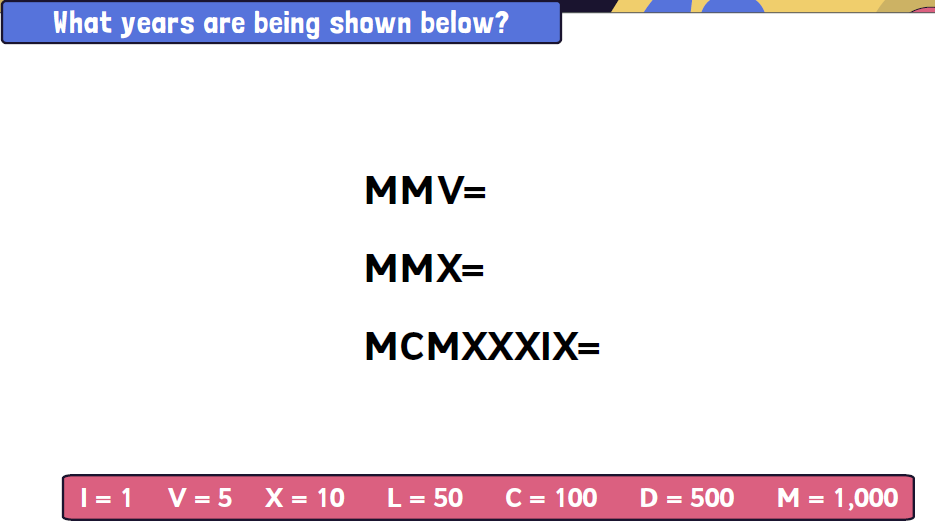 What years are being shown below?
MMV=
MMX=
MCMXXXIX=
I = 1 V = 5 X = 10 L = 50 C = 100 D = 500 M = 1,000